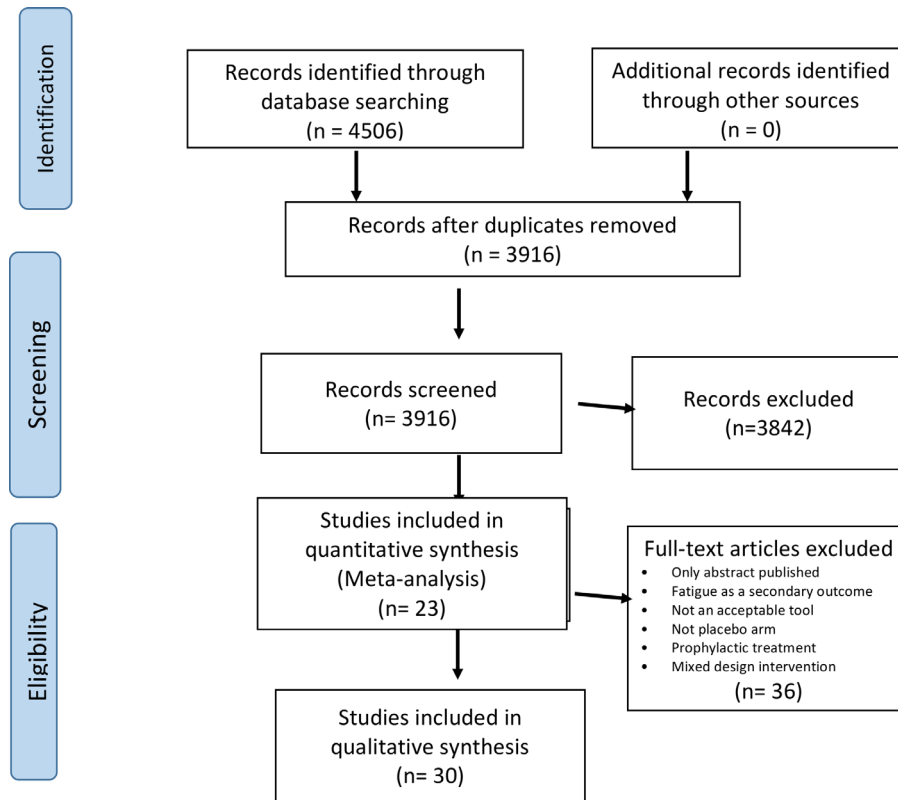 Identification
Records identified through
database searching
(n = 4506)
Additional records identified
through other sources
(n = 0)
Records after duplicates removed
(n = 3916)
Screening
Records screened
(n= 3916)
Records excluded
(n=3842)
Eligibility
Studies included in
quantitative synthesis
(Meta-analysis)
(n= 23)
Full-text articles excluded
• Only abstract published
• Fatigue as a secondary outcome
• Not an acceptable tool
• Not placebo arm
• Prophylactic treatment
• Mixed design intervention
(n= 36)
Studies included in
qualitative synthesis
(n= 30)